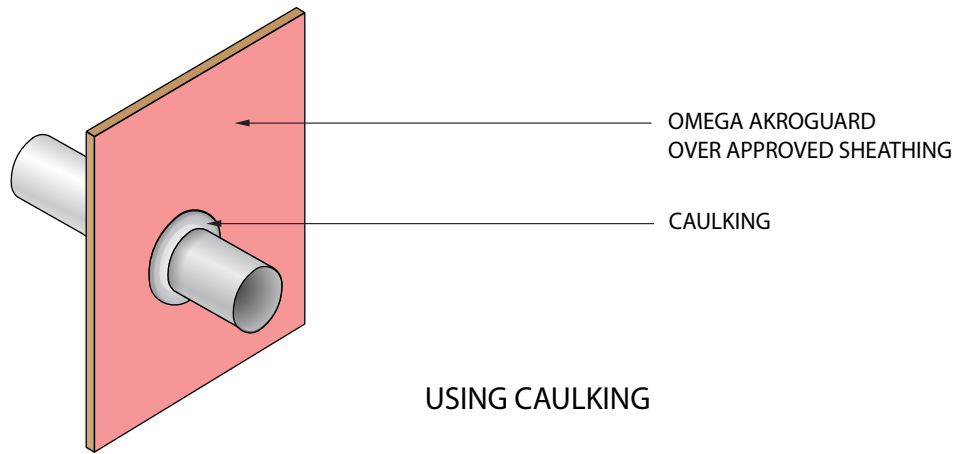 OMEGA AKROGUARD
OVER APPROVED SHEATHING
CAULKING
USING CAULKING